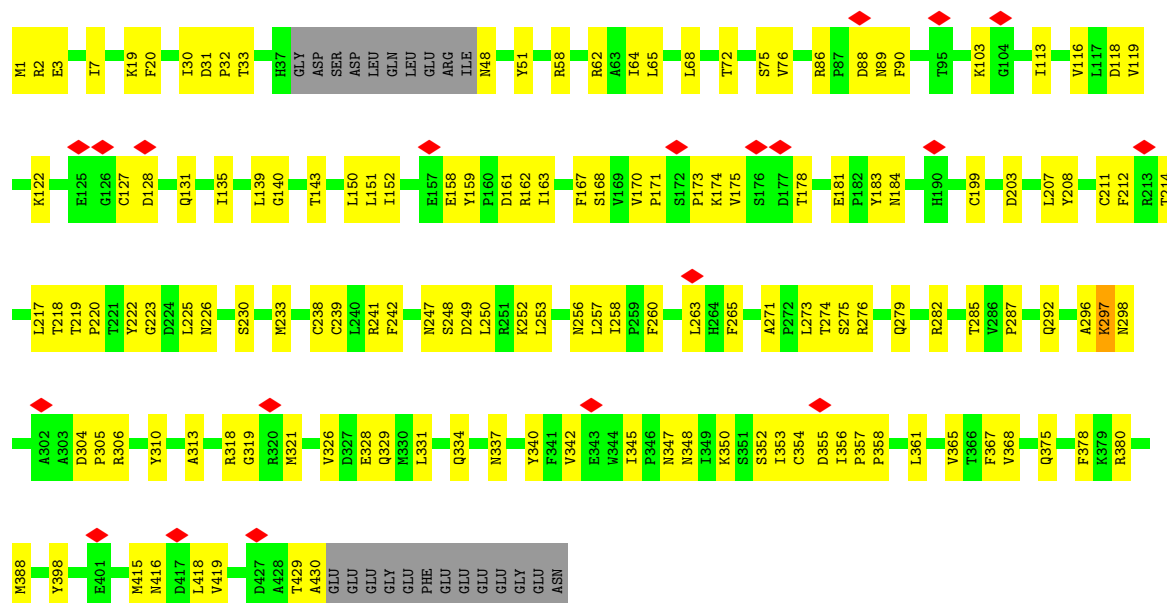 M1 R2 E3 I7 K19 F20 I30 D31 P32 T33 H37 GLY ASP SER ASP LEU GLN LEU GLU ARG ILE N48 Y51 R58 R62 A63 I64 L65 L68 T72 S75 V76 R86 P87 D88 N89 F90 T95 K103 G104 I113 V116 L117 D118 V119
K122 E125 G126 C127 D128 Q131 I135 L139 G140 T143 L150 L151 I152 E157 E158 Y159 P160 D161 R162 I163 F167 S168 V169 V170 P171 S172 P173 K174 V175 S176 D177 T178 E181 P182 Y183 N184 H190 C199 D203 L207 Y208 C211 F212 R213 T214
L217 T218 T219 P220 T221 Y222 G223 D224 L225 N226 S230 M233 C238 C239 L240 R241 F242 N247 S248 D249 L250 R251 K252 L253 N256 L257 I258 P259 F260 L263 H264 F265 A271 P272 L273 T274 S275 R276 Q279 R282 T285 V286 P287 Q292 A296 K297 N298
A302 A303 D304 P305 R306 Y310 A313 R318 G319 R320 M321 V326 D327 E328 Q329 M330 L331 Q334 N337 Y340 F341 V342 E343 W344 I345 P346 N347 N348 I349 K350 S351 S352 I353 C354 D355 I356 P357 P358 L361 V365 T366 F367 V368 Q375 F378 K379 R380
M388 Y398 E401 M415 N416 D417 L418 V419 D427 A428 T429 A430 GLU GLU GLU GLY GLU PHE GLU GLU GLU GLU GLY GLU ASN